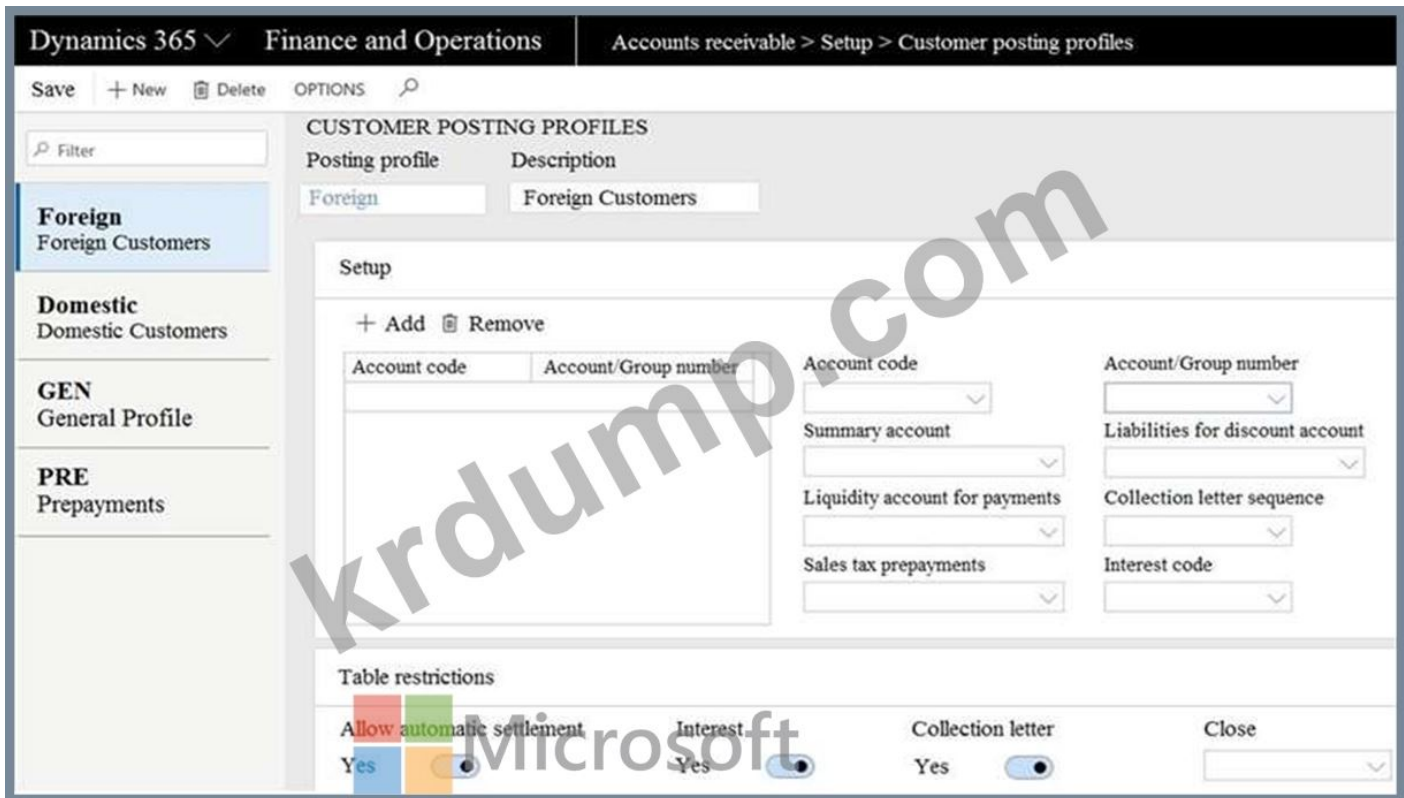 Dynamics 365 Finance and Operations Accounts receivable > Setup > Customer posting profiles
Save + New Delete OPTIONS
Filter
Foreign
Foreign Customers
Domestic
Domestic Customers
GEN
General Profile
PRE
Prepayments
CUSTOMER POSTING PROFILES
Posting profile Description
Foreign Foreign Customers
Setup
+ Add Remove
Account code Account/Group number
Account code Account/Group number
Summary account Liabilities for discount account
Liquidity account for payments Collection letter sequence
Sales tax prepayments Interest code
Table restrictions
Allow automatic settlement Interest Collection letter Close
Yes Yes Yes
krdump.com
Microsoft